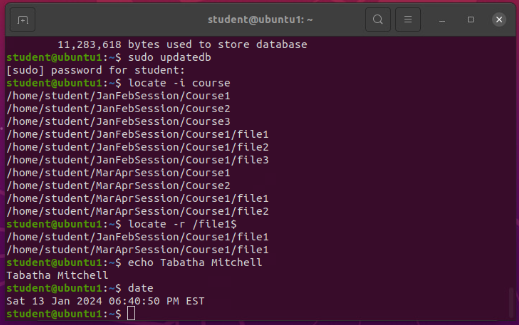 student@ubuntu1: ~
11,283,618 bytes used to store database
student@ubuntu1:~$ sudo updatedb
[sudo] password for student:
student@ubuntu1:~$ locate -i course
/home/student/JanFebSession/Course1
/home/student/JanFebSession/Course2
/home/student/JanFebSession/Course3
/home/student/JanFebSession/Course1/file1
/home/student/JanFebSession/Course1/file2
/home/student/JanFebSession/Course1/file3
/home/student/MarAprSession/Course1
/home/student/MarAprSession/Course2
/home/student/MarAprSession/Course1/file1
/home/student/MarAprSession/Course1/file2
student@ubuntu1:~$ locate -r /file1$
/home/student/JanFebSession/Course1/file1
/home/student/MarAprSession/Course1/file1
student@ubuntu1:~$ echo Tabatha Mitchell
Tabatha Mitchell
student@ubuntu1:~$ date
Sat 13 Jan 2024 06:40:50 PM EST
student@ubuntu1:~$